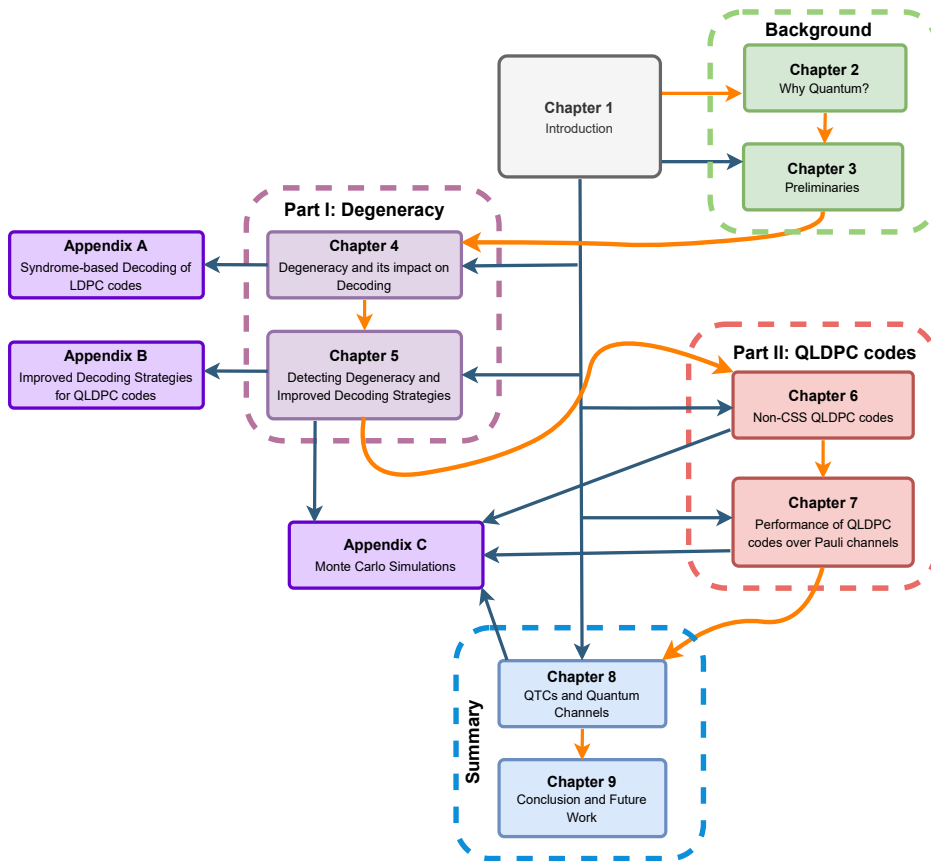 Background
Chapter 2
Why Quantum?
Chapter 1
Introduction
Chapter 3
Preliminaries
Part I: Degeneracy
Appendix A
Syndrome-based Decoding of
LDPC codes
Chapter 4
Degeneracy and its impact on
Decoding
Appendix B
Improved Decoding Strategies
for QLDPC codes
Chapter 5
Detecting Degeneracy and
Improved Decoding Strategies
Part II: QLDPC codes
Chapter 6
Non-CSS QLDPC codes
Chapter 7
Performance of QLDPC
codes over Pauli channels
Appendix C
Monte Carlo Simulations
Summary
Chapter 8
QTCs and Quantum
Channels
Chapter 9
Conclusion and Future
Work